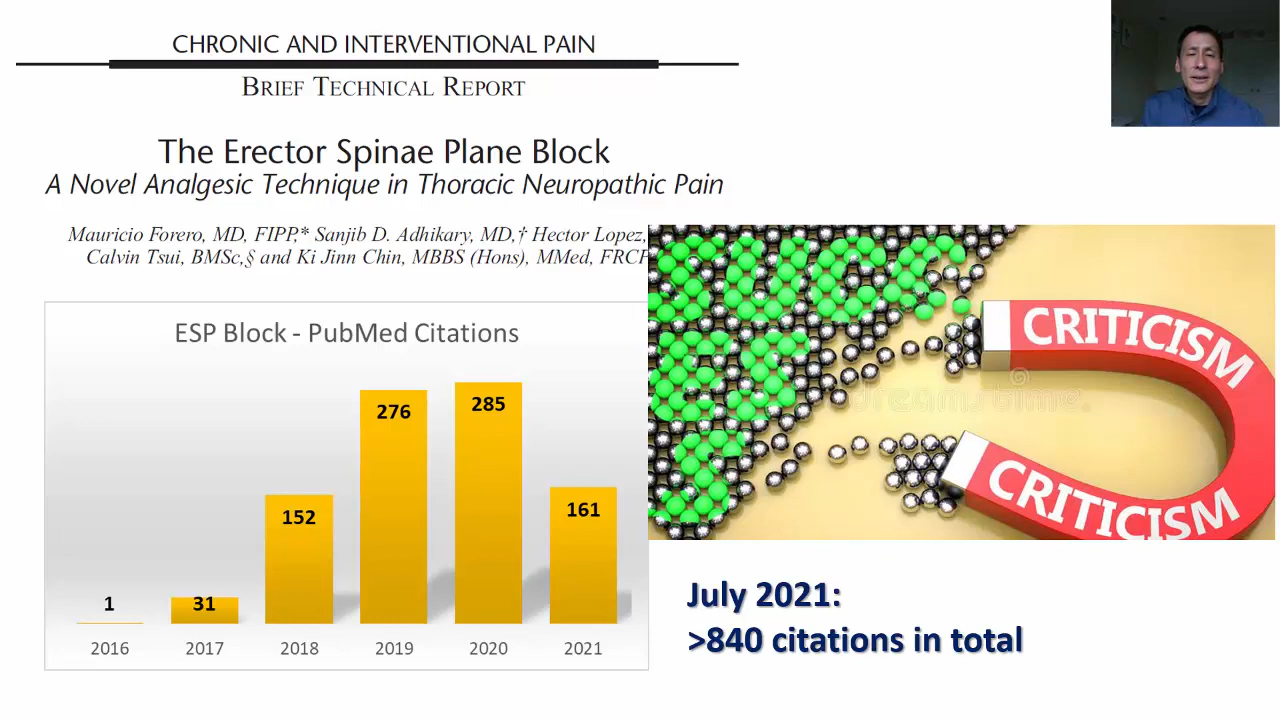 CHRONIC AND INTERVENTIONAL PAIN
BRIEF TECHNICAL REPORT
The Erector Spinae Plane Block
A Novel Analgesic Technique in Thoracic Neuropathic Pain
Mauricio Forero, MD, FIPP,* Sanjib D. Adhikary, MD,† Hector Lopez,
Calvin Tsui, BMSc,§ and Ki Jinn Chin, MBBS (Hons), MMed, FRCP
ESP Block - PubMed Citations
1
31
152
276
285
161
2016
2017
2018
2019
2020
2021
CRITICISM
CRITICISM
dreamstime.
July 2021:
>840 citations in total